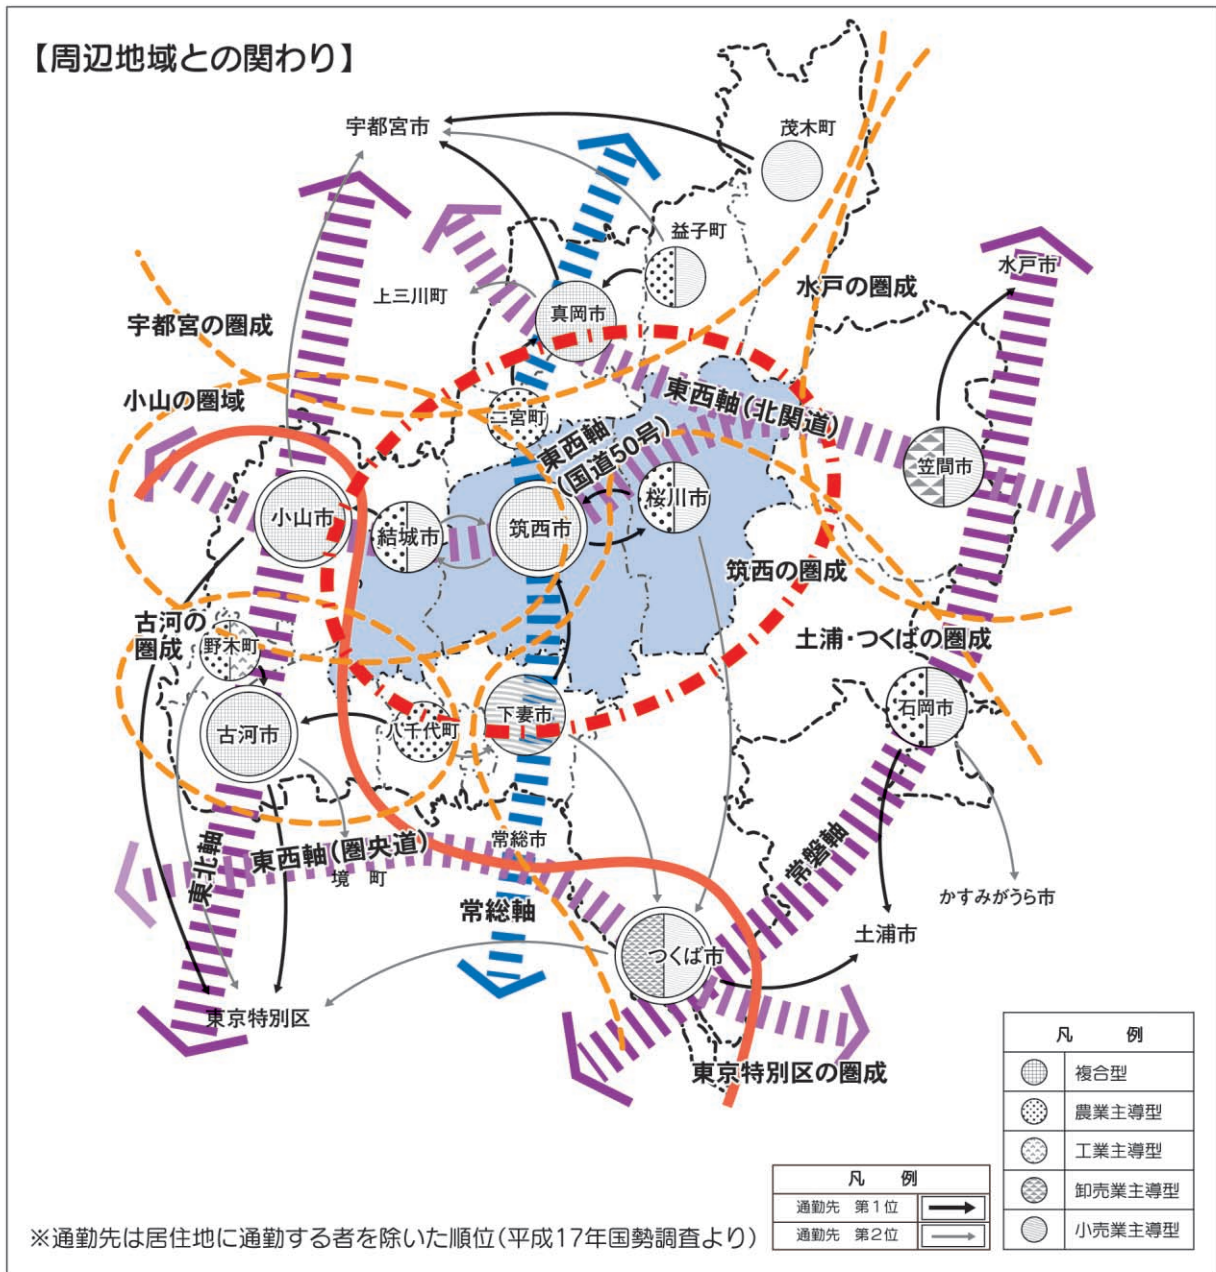 【周辺地域との関わり】
宇都宮市
茂木町
益子町
上三川町
真岡市
水戸市
水戸の圏成
宇都宮の圏成
小山の圏域
二宮町
東西軸(北関道)
東西軸
(国道50号)
笠間市
小山市
結城市
筑西市
桜川市
筑西の圏成
古河の
圏成
野木町
土浦・つくばの圏成
古河市
八千代町
下妻市
石岡市
東北軸
東西軸(圏央道)
境 町
常総市
常総軸
常磐軸
かすみがうら市
土浦市
つくば市
東京特別区
東京特別区の圏成
凡 例
複合型
農業主導型
工業主導型
卸売業主導型
小売業主導型
凡 例
通勤先 第1位
通勤先 第2位
※通勤先は居住地に通勤する者を除いた順位(平成17年国勢調査より)